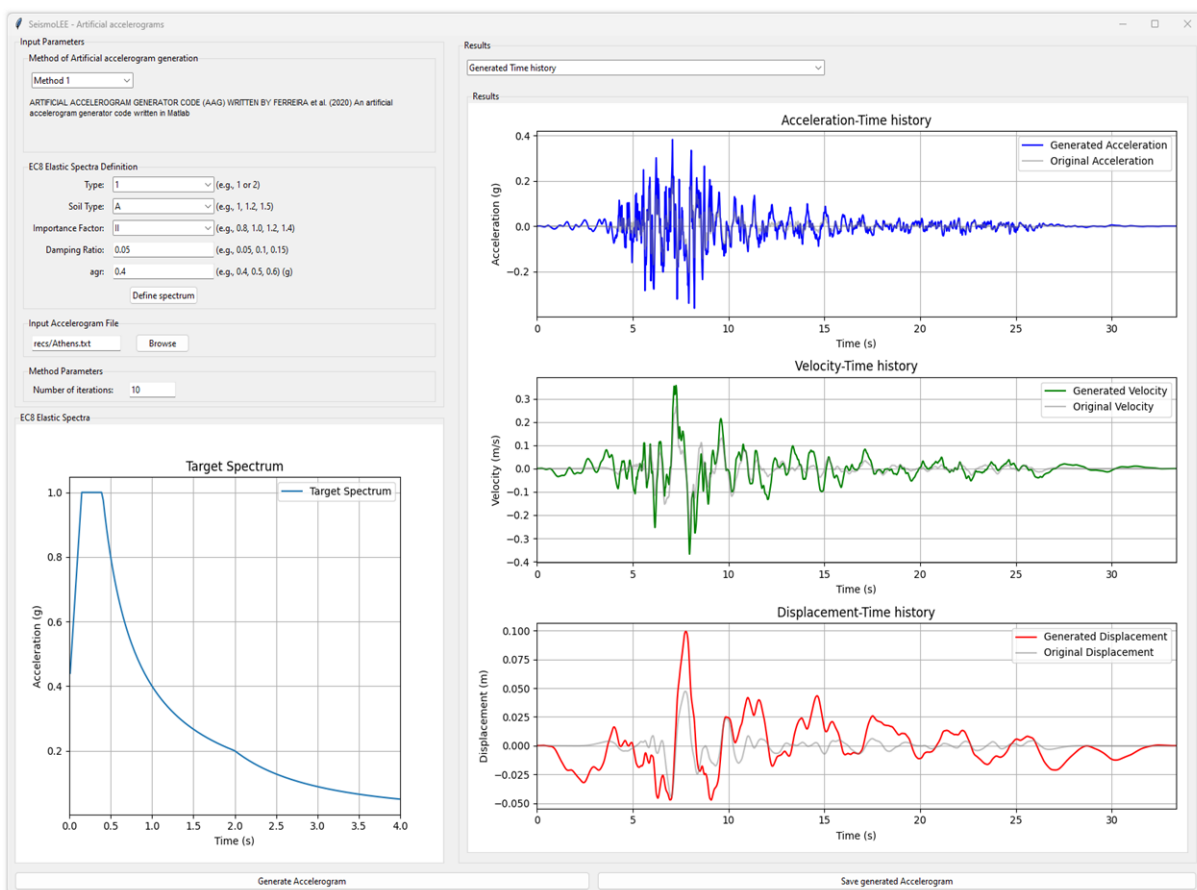 SeismoLEE - Artificial accelerograms
Input Parameters
Method of Artificial accelerogram generation
Method 1
ARTIFICIAL ACCELEROGRAM GENERATOR CODE (AAG) WRITTEN BY FERREIRA et al. (2020) An artificial
accelerogram generator code written in Matlab
EC8 Elastic Spectra Definition
Type: 1 (e.g., 1 or 2)
Soil Type: A (e.g., 1, 1.2, 1.5)
Importance Factor: II (e.g., 0.8, 1.0, 1.2, 1.4)
Damping Ratio: 0.05 (e.g., 0.05, 0.1, 0.15)
agr: 0.4 (e.g., 0.4, 0.5, 0.6) (g)
Define spectrum
Input Accelerogram File
recs/Athens.txt Browse
Method Parameters
Number of iterations: 10
EC8 Elastic Spectra
Target Spectrum
Target Spectrum
Acceleration (g)
1.0
0.8
0.6
0.4
0.2
0.0 0.5 1.0 1.5 2.0 2.5 3.0 3.5 4.0
Time (s)
Generate Accelerogram
Results
Generated Time history
Results
Acceleration-Time history
Generated Acceleration
Original Acceleration
Acceleration (g)
0.4
0.2
0.0
−0.2
0 5 10 15 20 25 30
Time (s)
Velocity-Time history
Generated Velocity
Original Velocity
Velocity (m/s)
0.3
0.2
0.1
0.0
−0.1
−0.2
−0.3
−0.4
0 5 10 15 20 25 30
Time (s)
Displacement-Time history
Generated Displacement
Original Displacement
Displacement (m)
0.100
0.075
0.050
0.025
0.000
−0.025
−0.050
0 5 10 15 20 25 30
Time (s)
Save generated Accelerogram